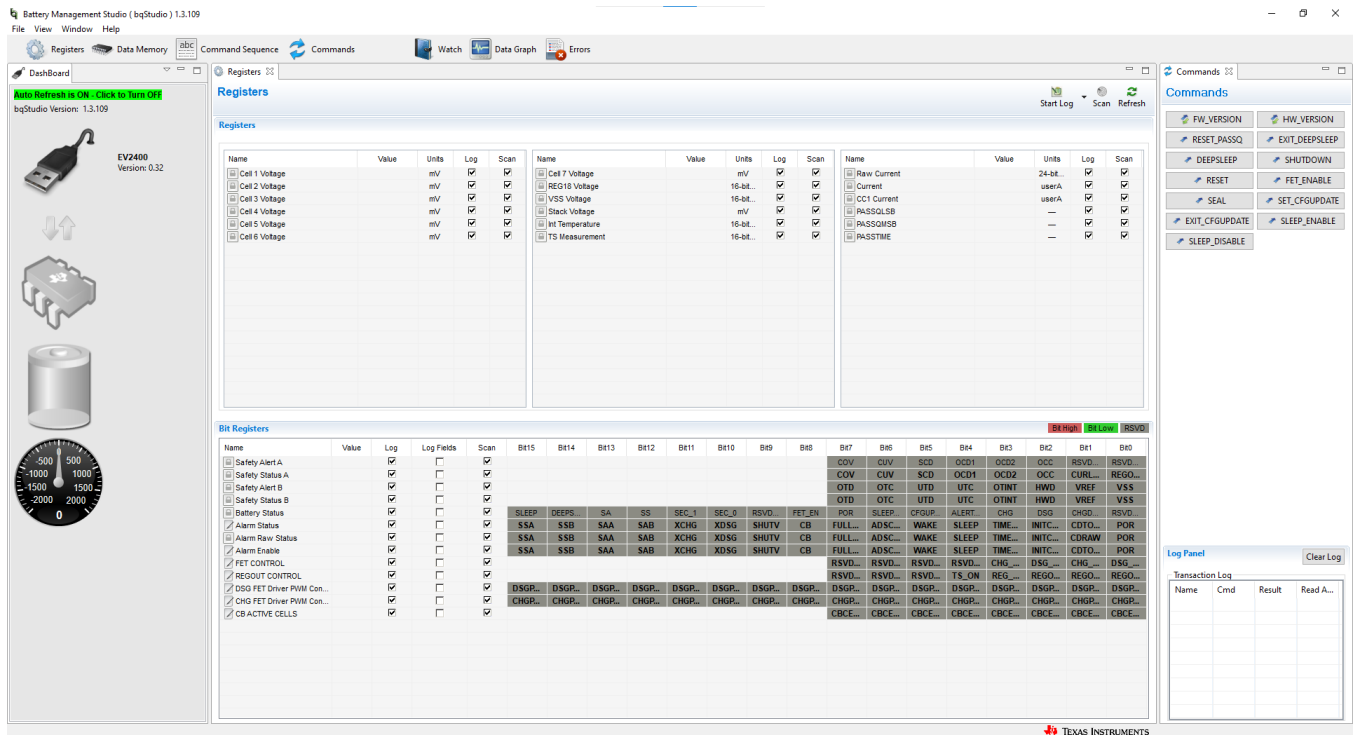 Battery Management Studio ( bqStudio ) 1.3.109
File View Window Help
Registers Data Memory abc Command Sequence Commands Watch Data Graph Errors
DashBoard
Auto Refresh is ON - Click to Turn OFF
bqStudio Version: 1.3.109
EV2400
Version: 0.32
-500 500
-1000 1000
-1500 1500
-2000 2000
0
Registers
Registers
Start Log Scan Refresh
Registers
Name Value Units Log Scan
Cell 1 Voltage mV
Cell 2 Voltage mV
Cell 3 Voltage mV
Cell 4 Voltage mV
Cell 5 Voltage mV
Cell 6 Voltage mV
Name Value Units Log Scan
Cell 7 Voltage mV
REG18 Voltage 16-bit...
VSS Voltage 16-bit...
Stack Voltage mV
Int Temperature 16-bit...
TS Measurement 16-bit...
Name Value Units Log Scan
Raw Current 24-bit...
Current userA
CC1 Current userA
PASSQLSB —
PASSQMSB —
PASSTIME —
Bit Registers
Bit High Bit Low RSVD
Name Value Log Log Fields Scan Bit15 Bit14 Bit13 Bit12 Bit11 Bit10 Bit9 Bit8 Bit7 Bit6 Bit5 Bit4 Bit3 Bit2 Bit1 Bit0
Safety Alert A COV CUV SCD OCD1 OCD2 OCC RSVD... RSVD...
Safety Status A COV CUV SCD OCD1 OCD2 OCC CURL... REGO...
Safety Alert B OTD OTC UTD UTC OTINT HWD VREF VSS
Safety Status B OTD OTC UTD UTC OTINT HWD VREF VSS
Battery Status SLEEP DEEPS... SA SS SEC_1 SEC_0 RSVD... FET_EN POR SLEEP... CFGUP... ALERT... CHG DSG CHGD... RSVD...
Alarm Status SSA SSB SAA SAB XCHG XDSG SHUTV CB FULL... ADSC... WAKE SLEEP TIME... INITC... CDTO... POR
Alarm Raw Status SSA SSB SAA SAB XCHG XDSG SHUTV CB FULL... ADSC... WAKE SLEEP TIME... INITC... CDRAW POR
Alarm Enable SSA SSB SAA SAB XCHG XDSG SHUTV CB FULL... ADSC... WAKE SLEEP TIME... INITC... CDTO... POR
FET CONTROL RSVD... RSVD... RSVD... RSVD... CHG_... DSG_... CHG_... DSG_...
REGOUT CONTROL RSVD... RSVD... RSVD... TS_ON REG_... REGO... REGO... REGO...
DSG FET Driver PWM Con... DSGP... DSGP... DSGP... DSGP... DSGP... DSGP... DSGP... DSGP... DSGP... DSGP... DSGP... DSGP... DSGP... DSGP... DSGP... DSGP...
CHG FET Driver PWM Con... CHGP... CHGP... CHGP... CHGP... CHGP... CHGP... CHGP... CHGP... CHGP... CHGP... CHGP... CHGP... CHGP... CHGP... CHGP... CHGP...
CB ACTIVE CELLS CBCE... CBCE... CBCE... CBCE... CBCE... CBCE... CBCE... CBCE...
Commands
Commands
FW_VERSION HW_VERSION
RESET_PASSQ EXIT_DEEPSLEEP
DEEPSLEEP SHUTDOWN
RESET FET_ENABLE
SEAL SET_CFGUPDATE
EXIT_CFGUPDATE SLEEP_ENABLE
SLEEP_DISABLE
Log Panel Clear Log
Transaction Log
Name Cmd Result Read A...
TEXAS INSTRUMENTS